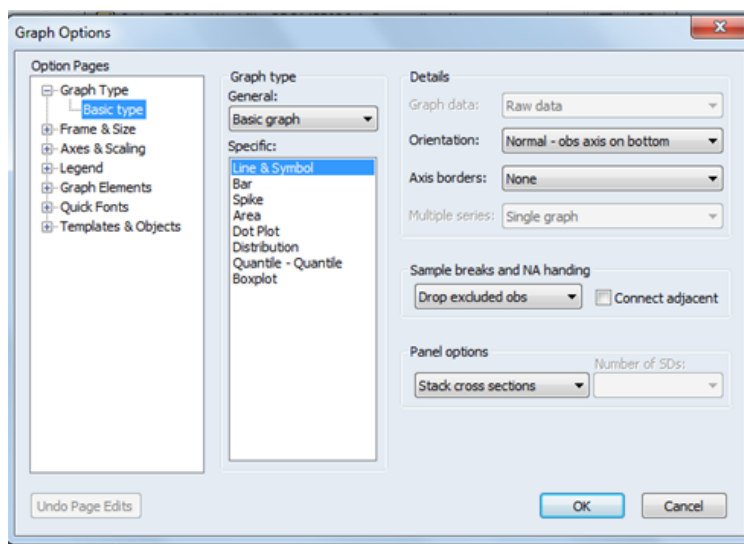 Graph Options
Option Pages
Graph Type
Basic type
Frame & Size
Axes & Scaling
Legend
Graph Elements
Quick Fonts
Templates & Objects
Graph type
General:
Basic graph
Specific:
Line & Symbol
Bar
Spike
Area
Dot Plot
Distribution
Quantile - Quantile
Boxplot
Details
Graph data: Raw data
Orientation: Normal - obs axis on bottom
Axis borders: None
Multiple series: Single graph
Sample breaks and NA handing
Drop excluded obs Connect adjacent
Panel options
Number of SDs:
Stack cross sections
Undo Page Edits
OK
Cancel